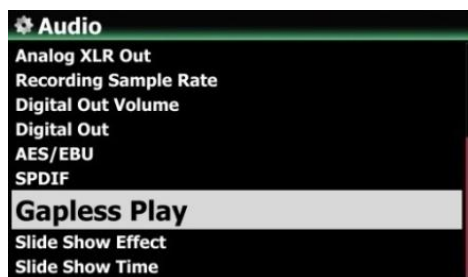 Audio
Analog XLR Out
Recording Sample Rate
Digital Out Volume
Digital Out
AES/EBU
SPDIF
Gapless Play
Slide Show Effect
Slide Show Time